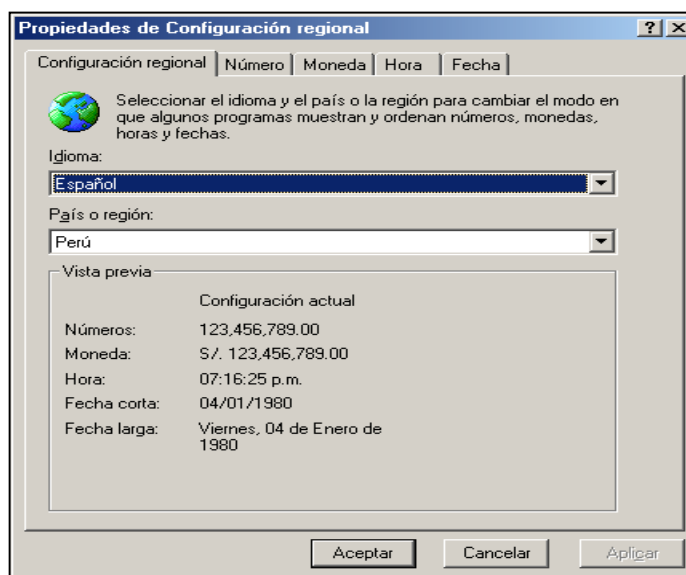 Propiedades de Configuración regional
Configuración regional Número Moneda Hora Fecha
Seleccionar el idioma y el país o la región para cambiar el modo en
que algunos programas muestran y ordenan números, monedas,
horas y fechas.
Idioma:
Español
País o región:
Perú
Vista previa
Configuración actual
Números: 123,456,789.00
Moneda: S/. 123,456,789.00
Hora: 07:16:25 p.m.
Fecha corta: 04/01/1980
Fecha larga: Viernes, 04 de Enero de
1980
Aceptar Cancelar Aplicar